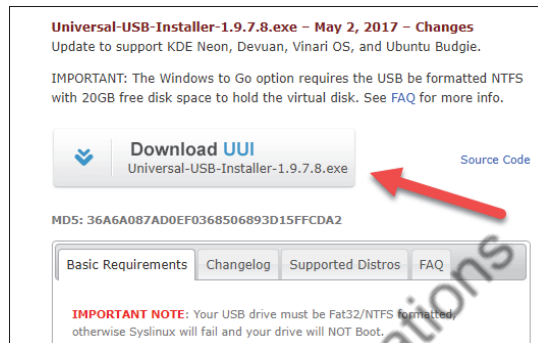 Universal-USB-Installer-1.9.7.8.exe – May 2, 2017 – Changes
Update to support KDE Neon, Devuan, Vinari OS, and Ubuntu Budgie.
IMPORTANT: The Windows to Go option requires the USB be formatted NTFS
with 20GB free disk space to hold the virtual disk. See FAQ for more info.
Download UUI
Universal-USB-Installer-1.9.7.8.exe
Source Code
MD5: 36A6A087AD0EF0368506893D15FFCDA2
Basic Requirements Changelog Supported Distros FAQ
IMPORTANT NOTE: Your USB drive must be Fat32/NTFS formatted,
otherwise Syslinux will fail and your drive will NOT Boot.